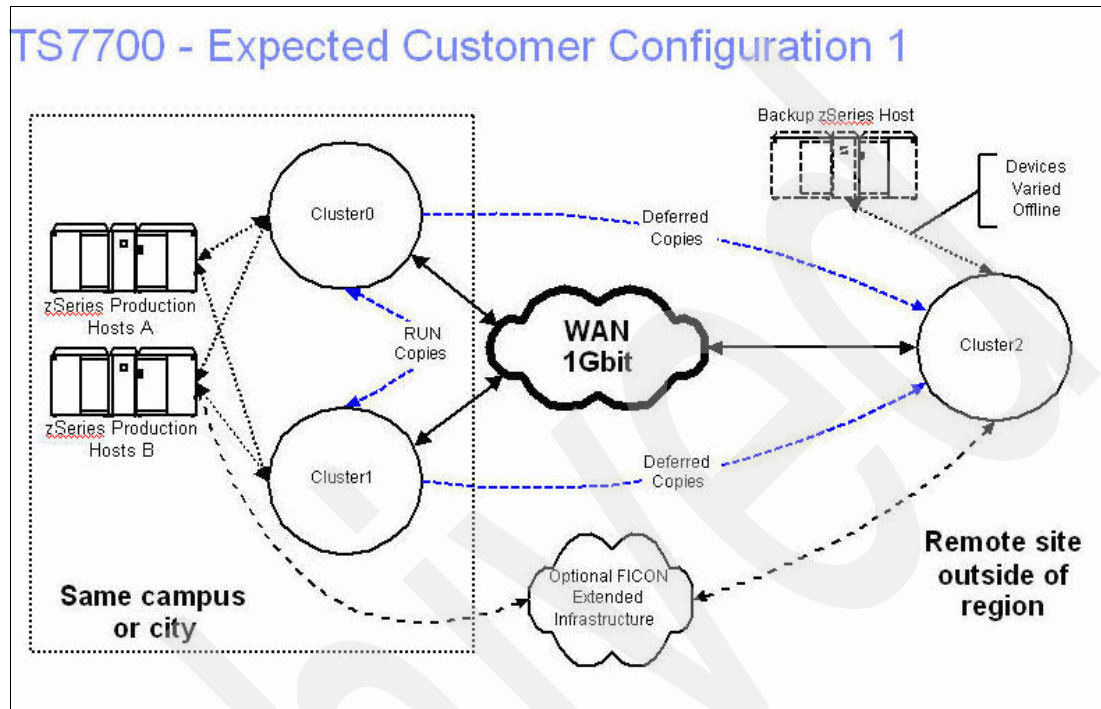 TS7700 - Expected Customer Configuration 1
Backup zSeries Host
Devices
Varied
Offline
Cluster0
Deferred
Copies
zSeries Production
Hosts A
RUN
Copies
WAN
1Gbit
Cluster2
zSeries Production
Hosts B
Cluster1
Deferred
Copies
Optional FICON
Extended
Infrastructure
Remote site
outside of
region
Same campus
or city